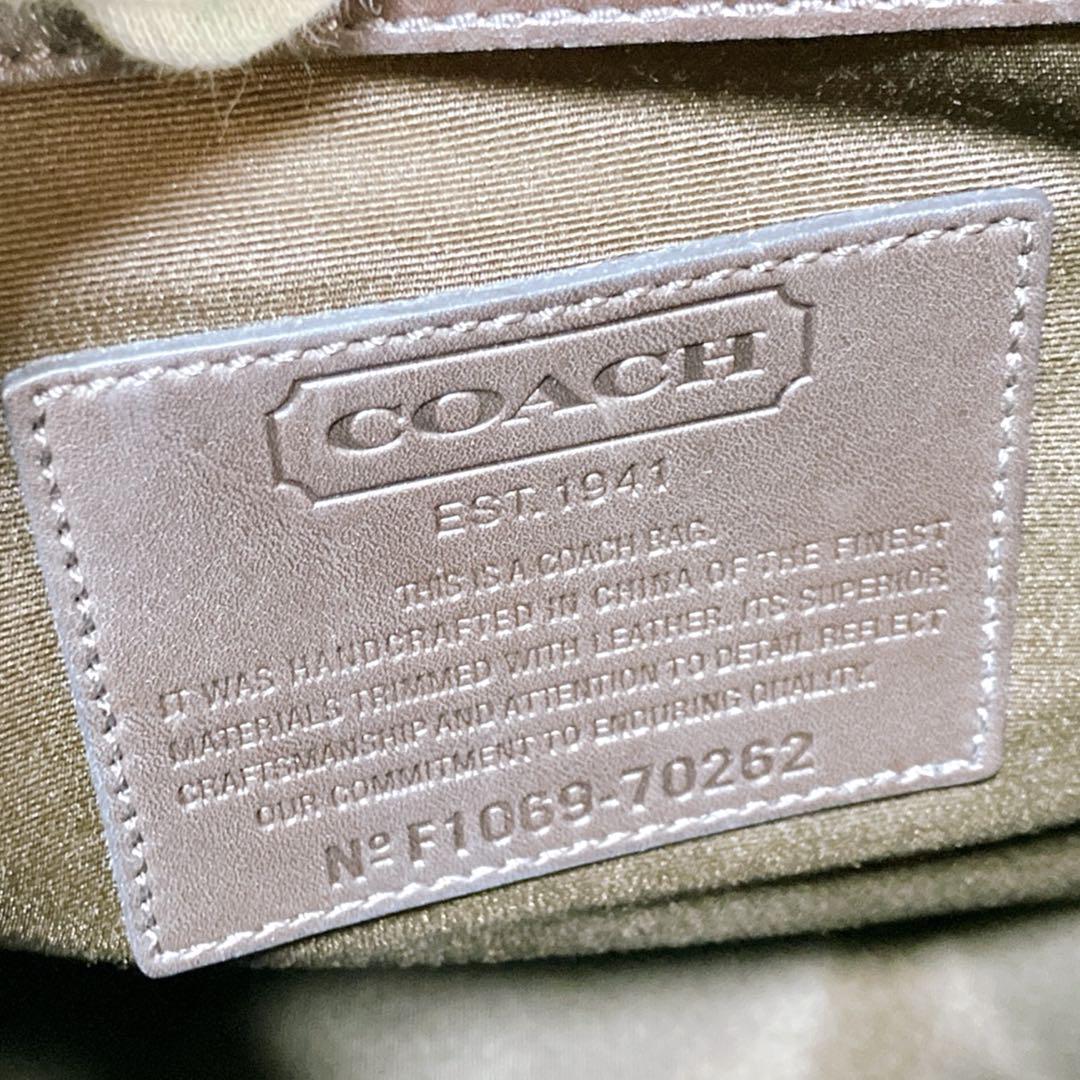 COACH
EST. 1941
THIS IS A COACH BAG.
IT WAS HANDCRAFTED IN CHINA OF THE FINEST
MATERIALS TRIMMED WITH LEATHER. ITS SUPERIOR
CRAFTSMANSHIP AND ATTENTION TO DETAIL REFLECT
OUR COMMITMENT TO ENDURING QUALITY.
Nº F1069-70262